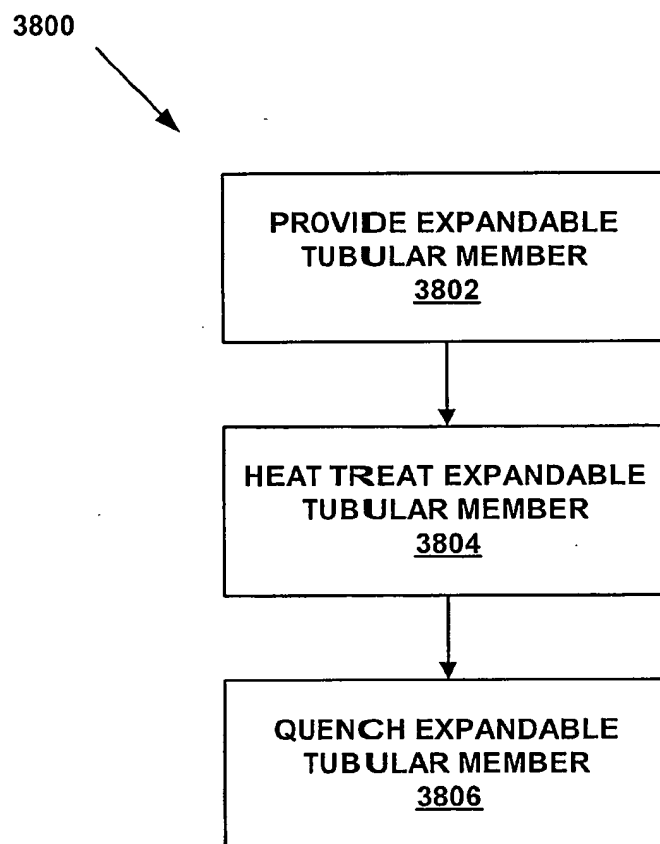 3800
PROVIDE EXPANDABLE
TUBULAR MEMBER
3802
HEAT TREAT EXPANDABLE
TUBULAR MEMBER
3804
QUENCH EXPANDABLE
TUBULAR MEMBER
3806